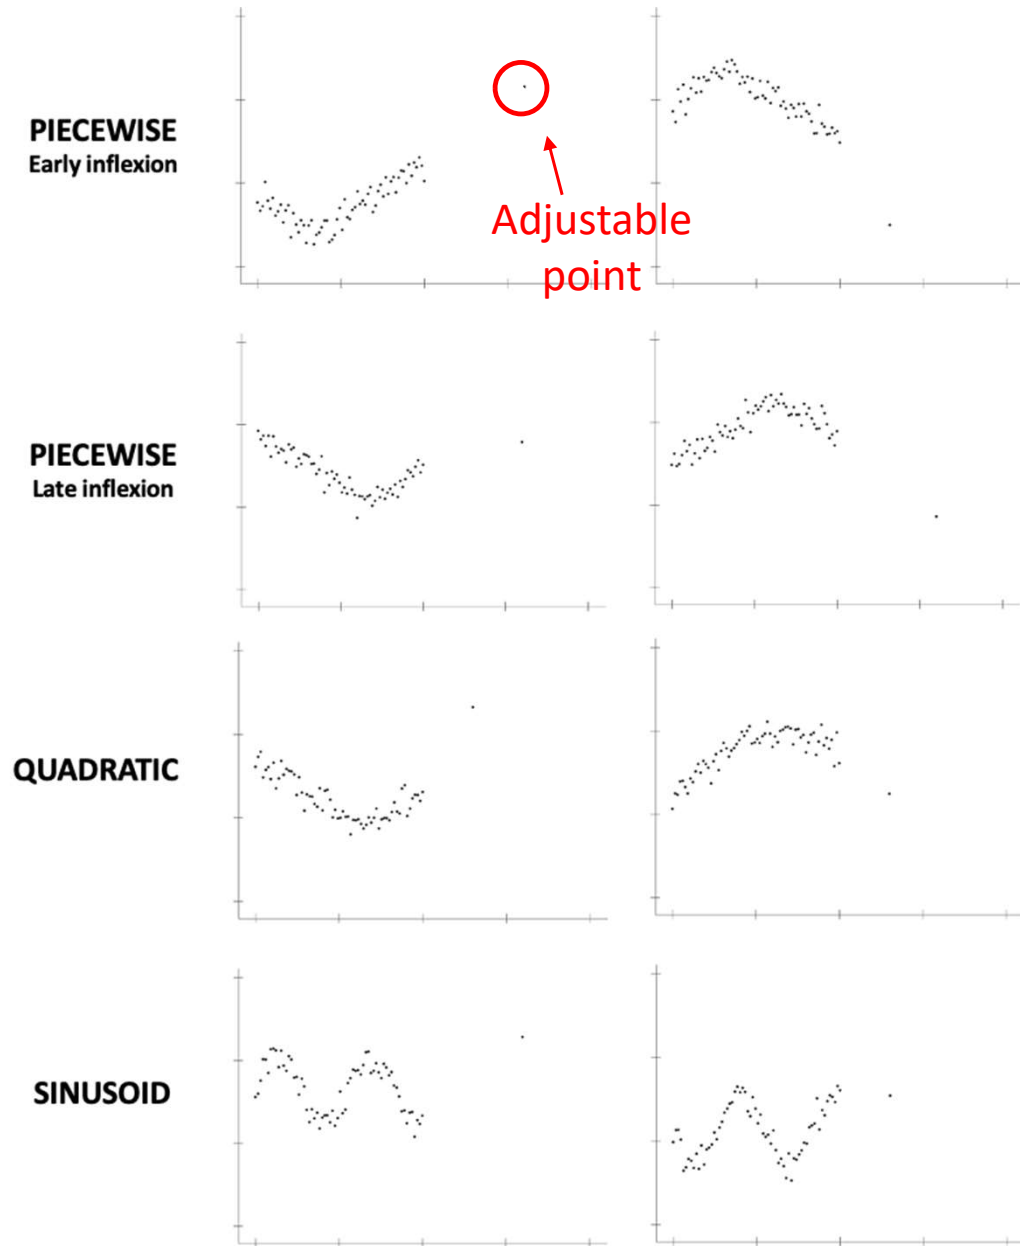 PIECEWISE
Early inflexion
Adjustable
point
PIECEWISE
Late inflexion
QUADRATIC
SINUSOID